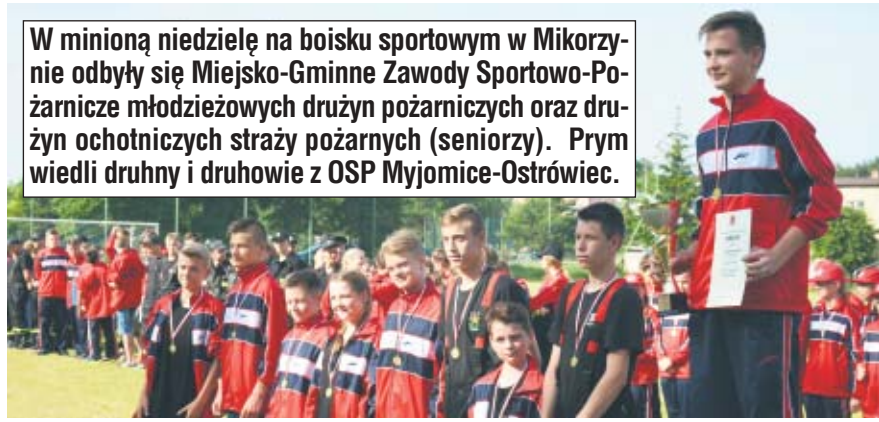 W minioną niedzielę na boisku sportowym w Mikorzy-
nie odbyły się Miejsko-Gminne Zawody Sportowo-Po-
żarnicze młodzieżowych drużyn pożarniczych oraz dru-
żyn ochotniczych straży pożarnych (seniorzy). Prym
wiedli druhny i druhowie z OSP Myjomice-Ostrówiec.